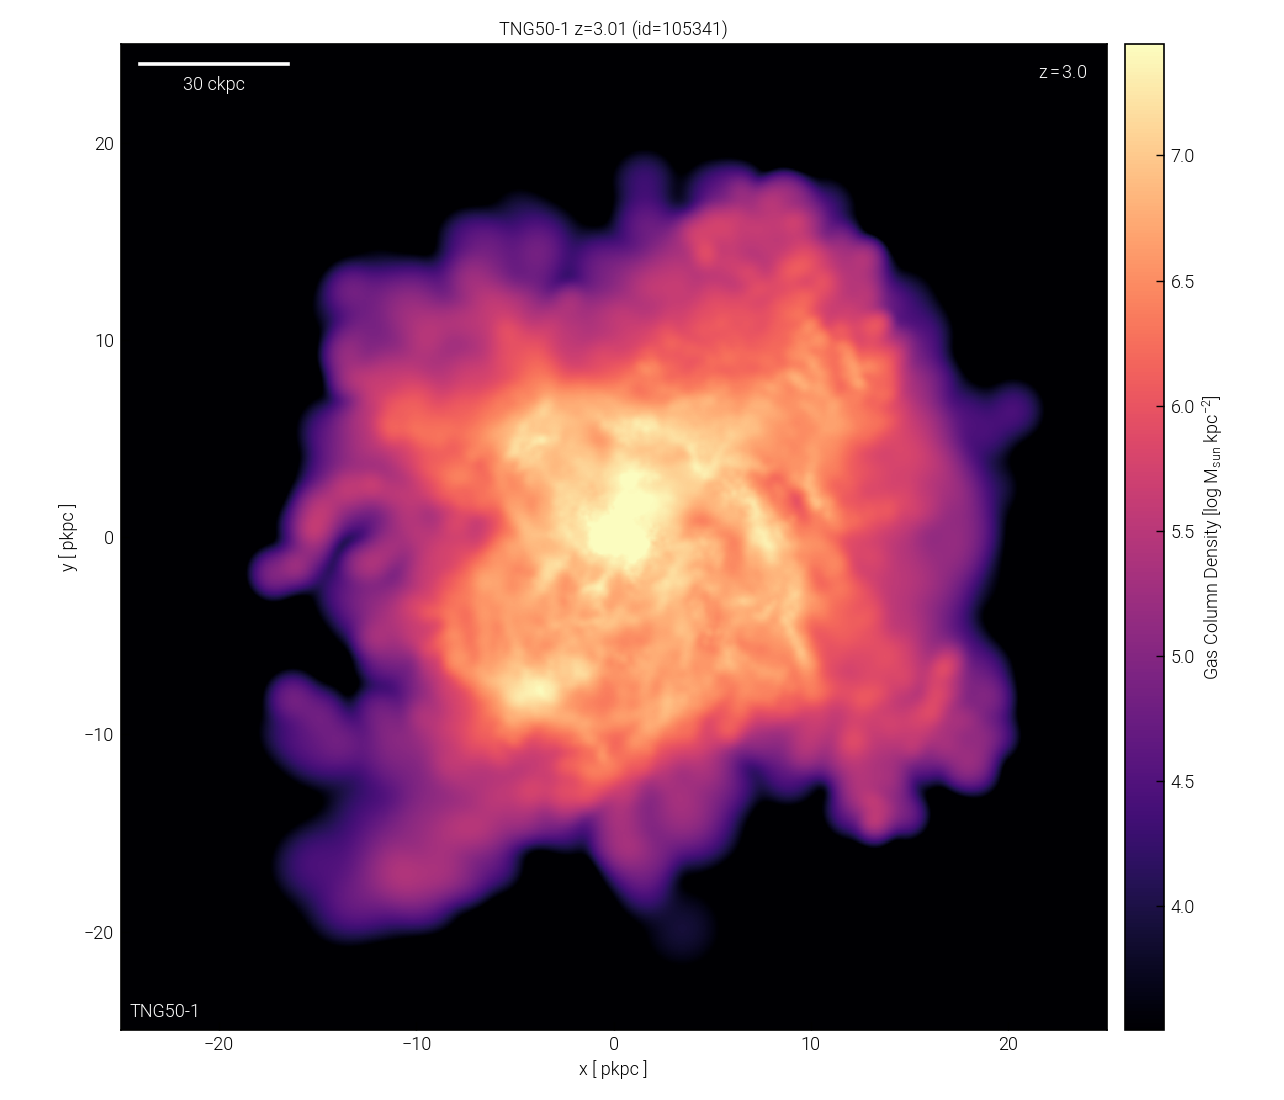 TNG50-1 z=3.01 (id=105341)
30 ckpc
z=3.0
20
10
0
−10
−20
y [ pkpc ]
TNG50-1
−20
−10
0
10
20
x [ pkpc ]
7.0
6.5
6.0
5.5
5.0
4.5
4.0
Gas Column Density [log M_sun kpc^−2]